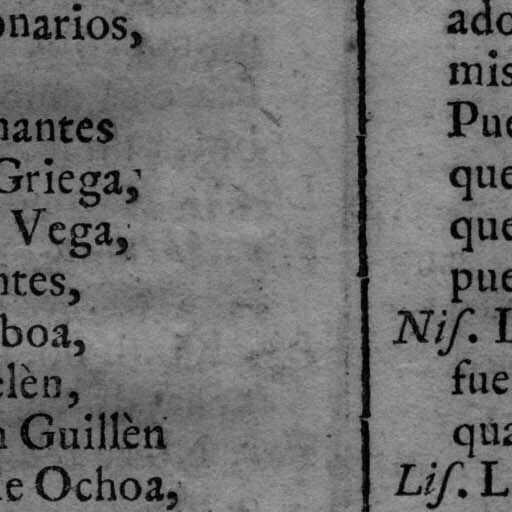 onarios,
nantes
Griega,
Vega,
ntes,
boa,
elèn,
n Guillèn
le Ochoa,
ado
mis
Pue
que
que
pue
Niſ. L
fue
qua
Liſ. L